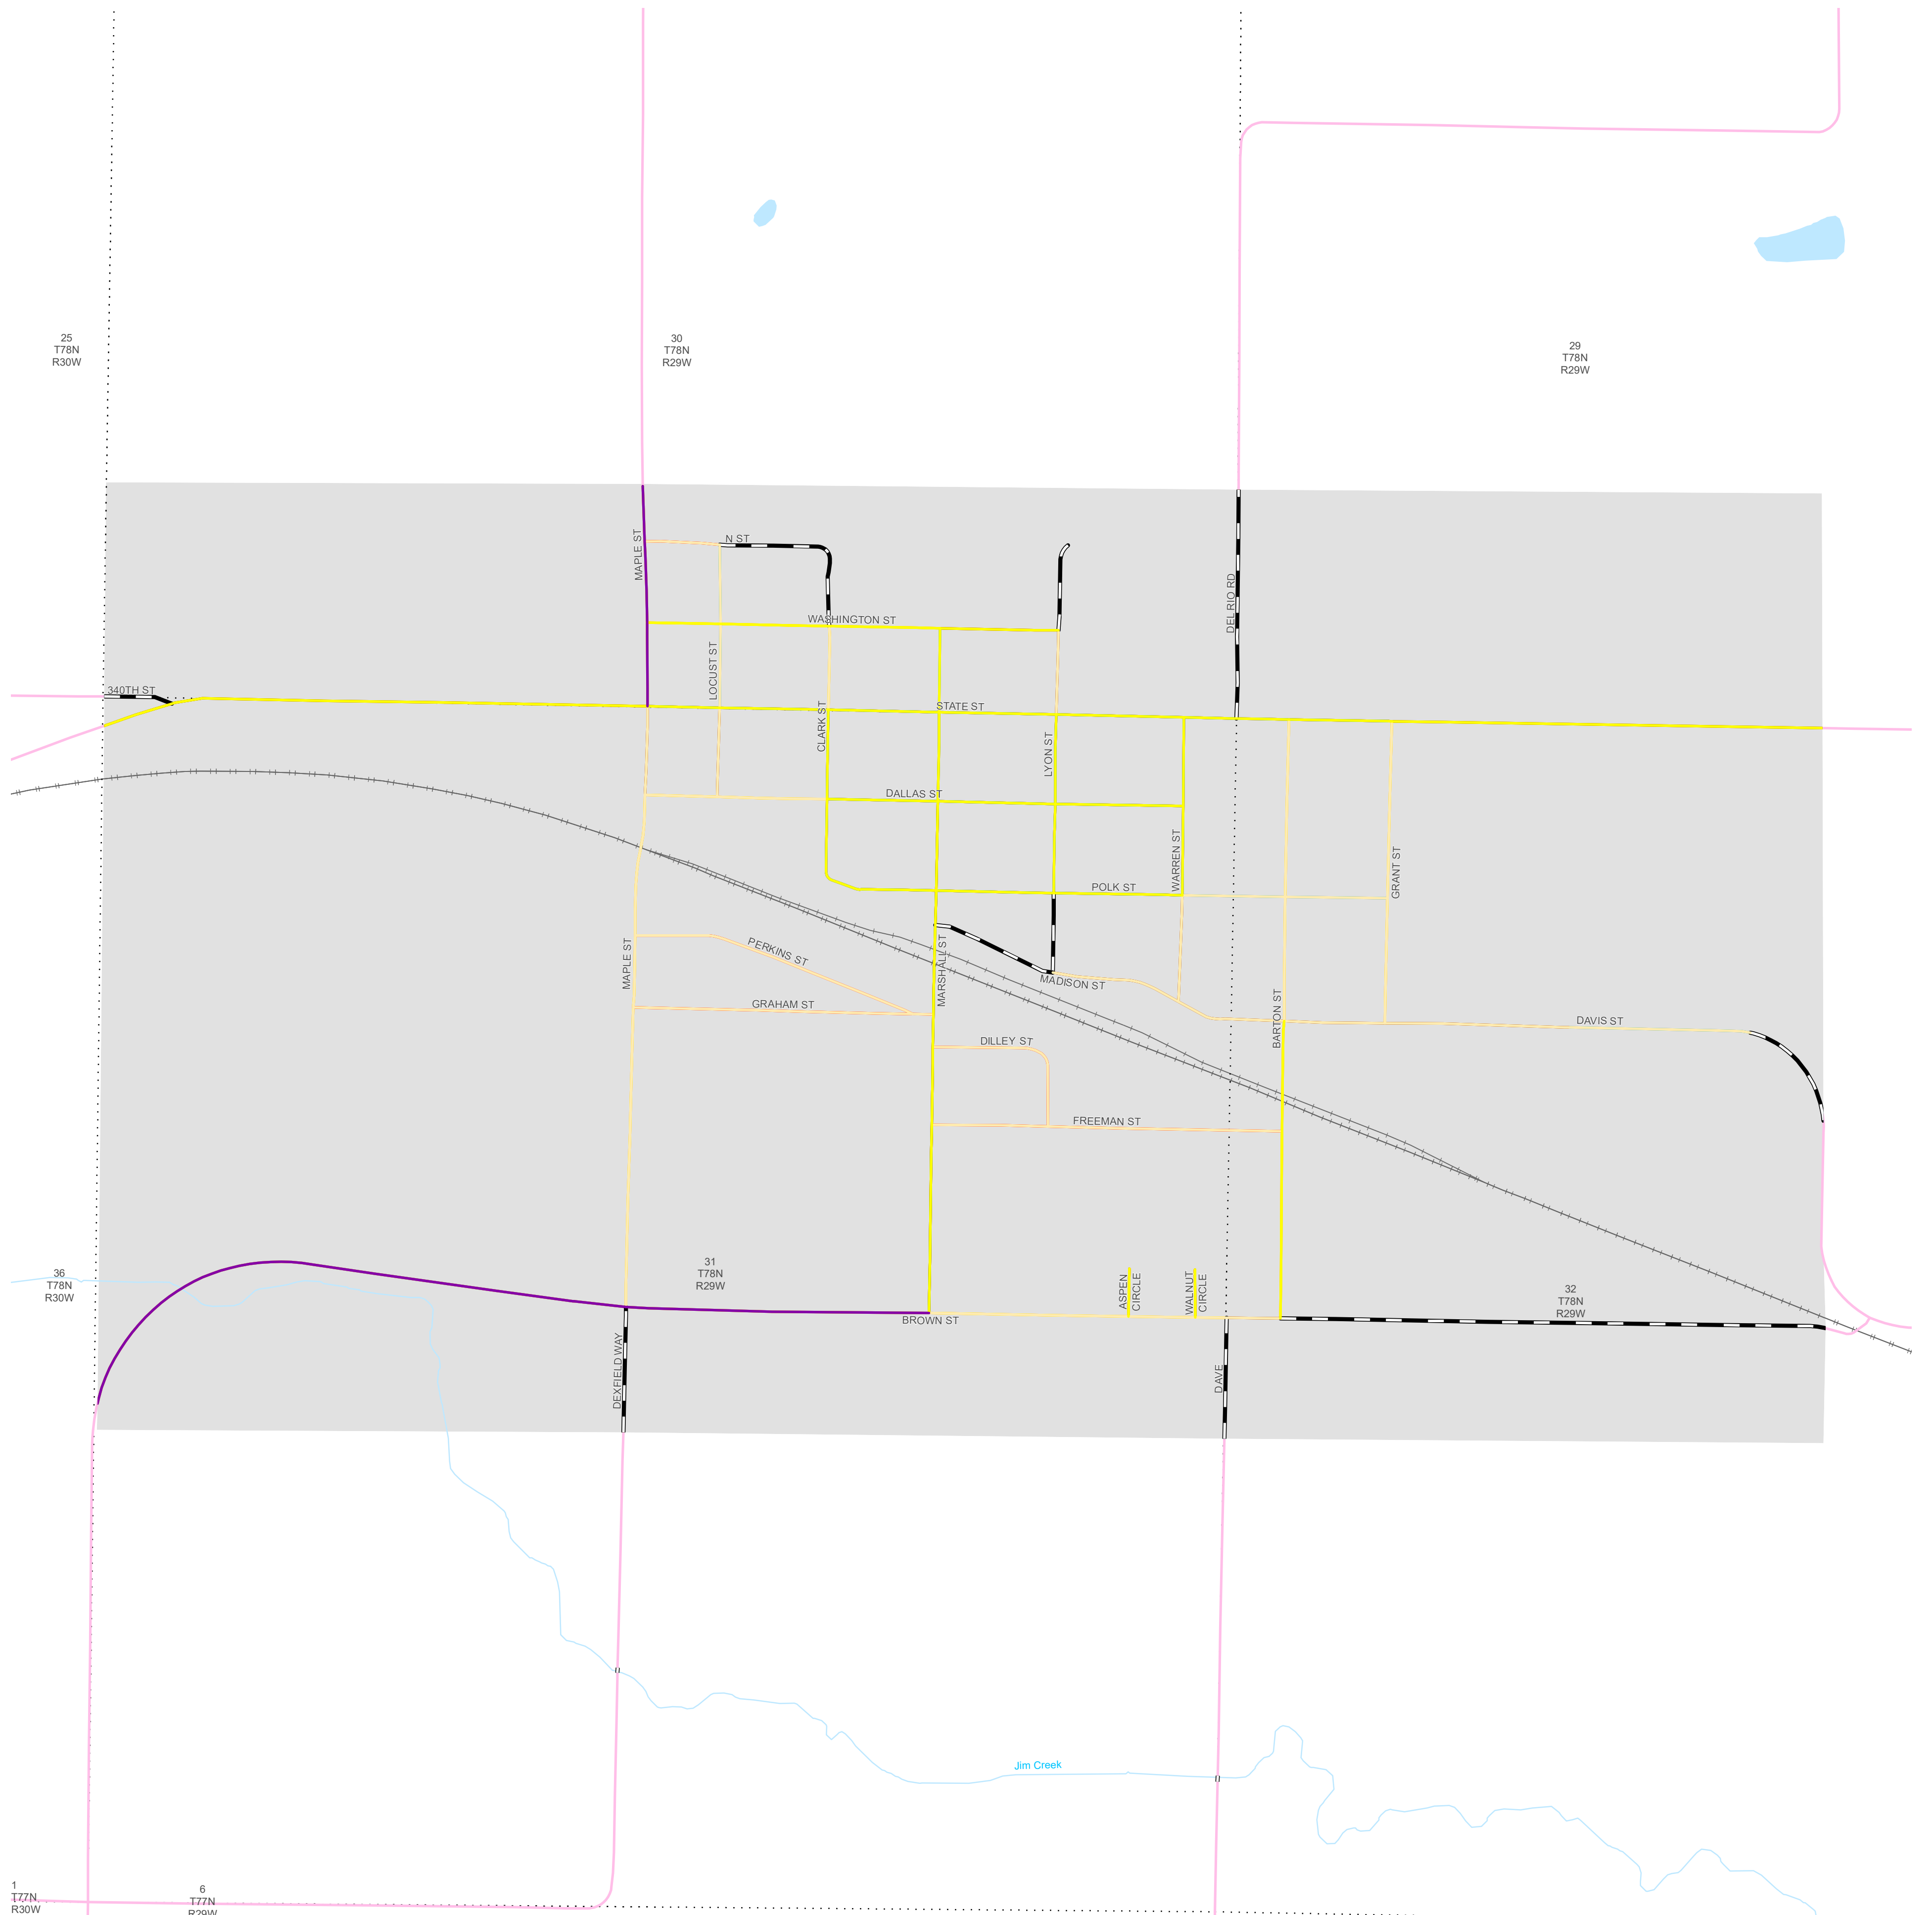 25
T78N
R30W
30
T78N
R29W
29
T78N
R29W
N ST
MAPLE ST
WASHINGTON ST
DEL RIO RD
LOCUST ST
340TH ST
STATE ST
CLARK ST
LYON ST
DALLAS ST
WARREN ST
GRANT ST
POLK ST
MAPLE ST
PERKINS ST
MARSHALL ST
MADISON ST
GRAHAM ST
BARTON ST
DAVIS ST
DILLEY ST
FREEMAN ST
36
T78N
R30W
31
T78N
R29W
ASPEN
CIRCLE
WALNUT
CIRCLE
32
T78N
R29W
BROWN ST
DEXFIELD WAY
DAVE
Jim Creek
1
T77N
R30W
6
T77N
R29W